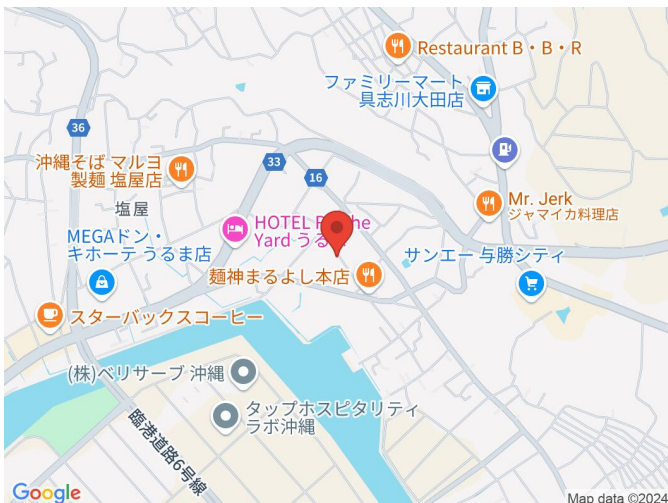 Restaurant B・B・R
ファミリーマート
具志川大田店
36
沖縄そば マルヨ
製麺 塩屋店
33
16
塩屋
Mr. Jerk
ジャマイカ料理店
HOTEL
Yard うる
MEGAドン・
キホーテ うるま店
サンエー 与勝シティ
麺神まるよし本店
スターバックスコーヒー
(株)ベリサーブ 沖縄
タップホスピタリティ
ラボ沖縄
臨港道路6号線
Google
Map data ©2024